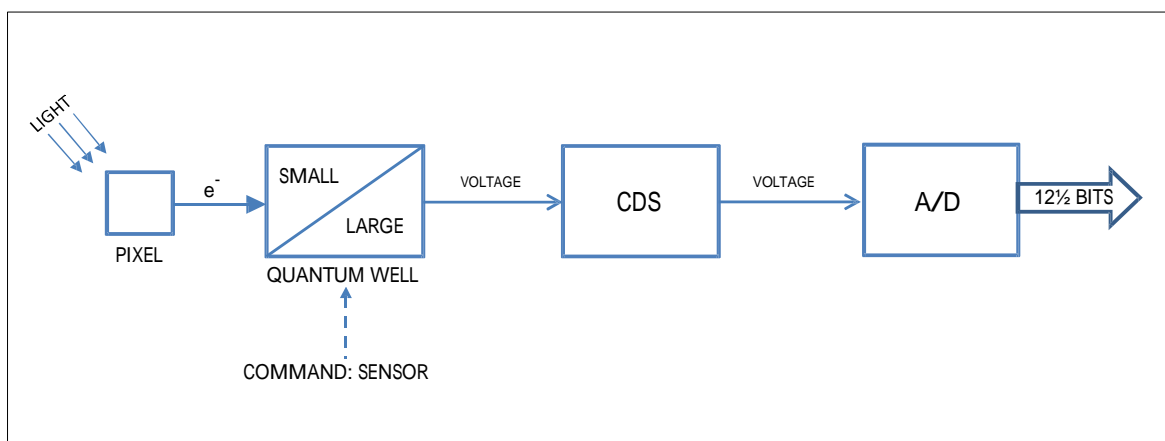 LIGHT
e-
PIXEL
SMALL
LARGE
QUANTUM WELL
COMMAND: SENSOR
VOLTAGE
CDS
VOLTAGE
A/D
12½ BITS